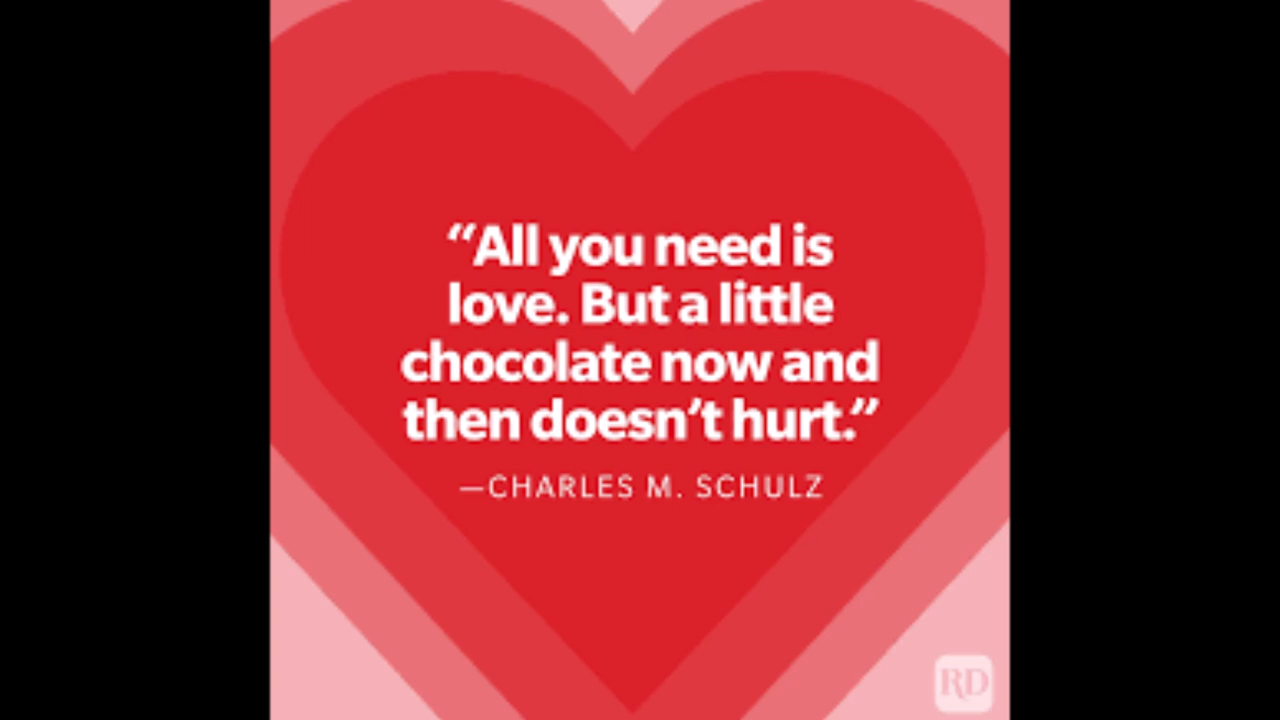 “All you need is
love. But a little
chocolate now and
then doesn’t hurt.”
—CHARLES M. SCHULZ
RD